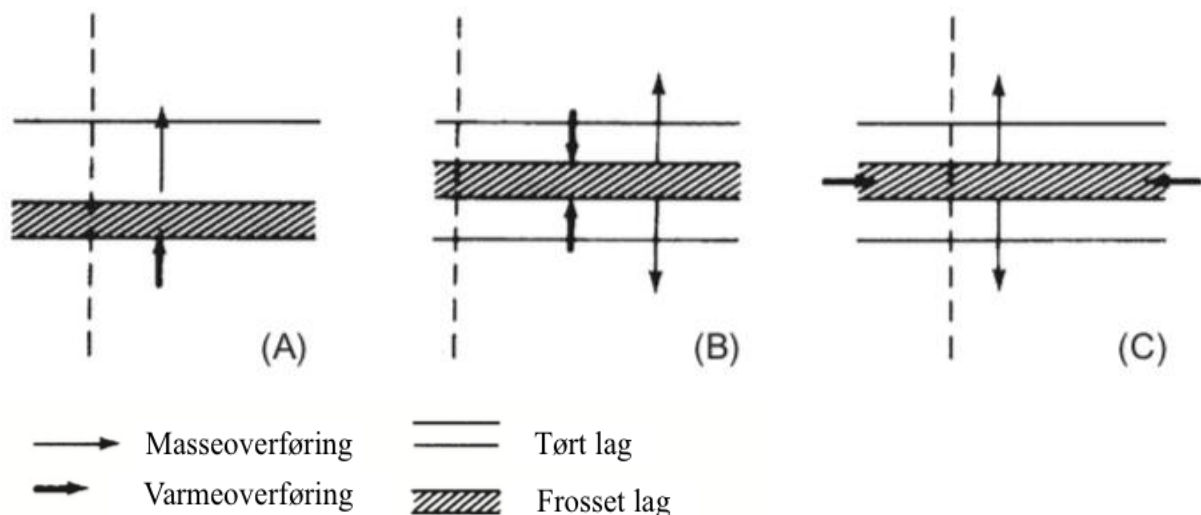 (A)
(B)
(C)
Masseoverføring
Tørt lag
Varmeoverføring
Frosset lag